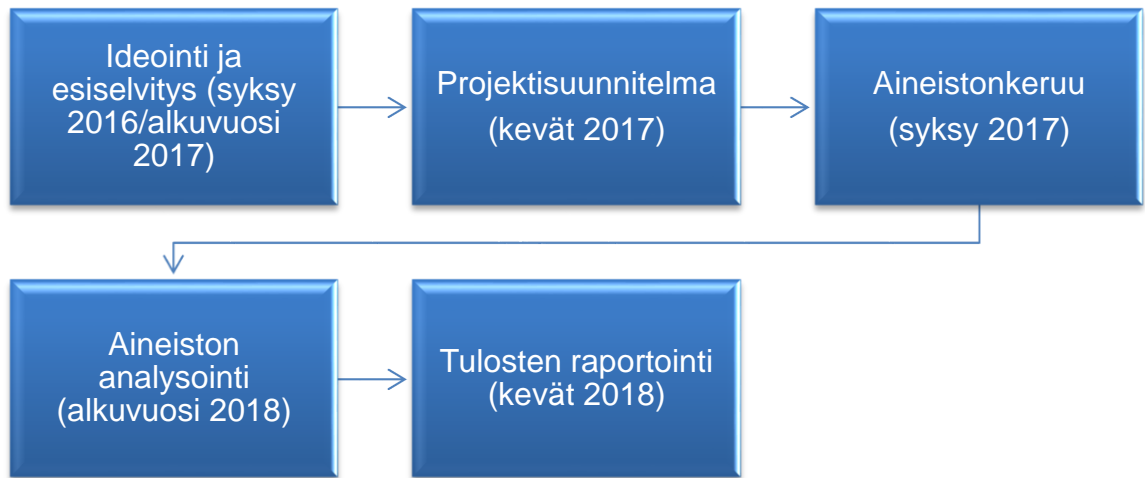 Ideointi ja
esiselvitys (syksy
2016/alkuvuosi
2017)
Projektisuunnitelma
(kevät 2017)
Aineistonkeruu
(syksy 2017)
Aineiston
analysointi
(alkuvuosi 2018)
Tulosten raportointi
(kevät 2018)